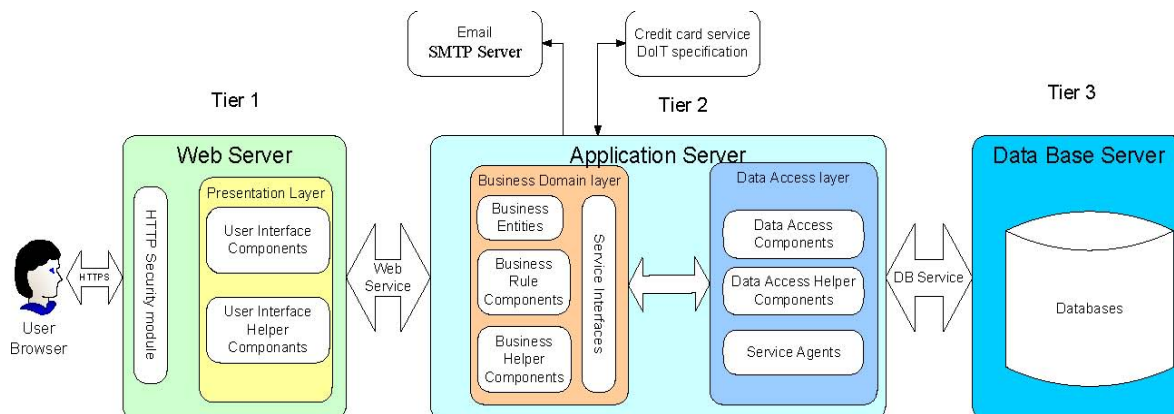 Email
SMTP Server
Credit card service
DoIT specification
Tier 1
Tier 2
Tier 3
Web Server
Application Server
Data Base Server
HTTP Security module
Presentation Layer
User Interface
Components
User Interface
Helper
Componants
HTTPS
User
Browser
Web
Service
Business Domain layer
Business
Entities
Business
Rule
Components
Business
Helper
Components
Service Interfaces
Data Access layer
Data Access
Components
Data Access Helper
Components
Service Agents
DB Service
Databases